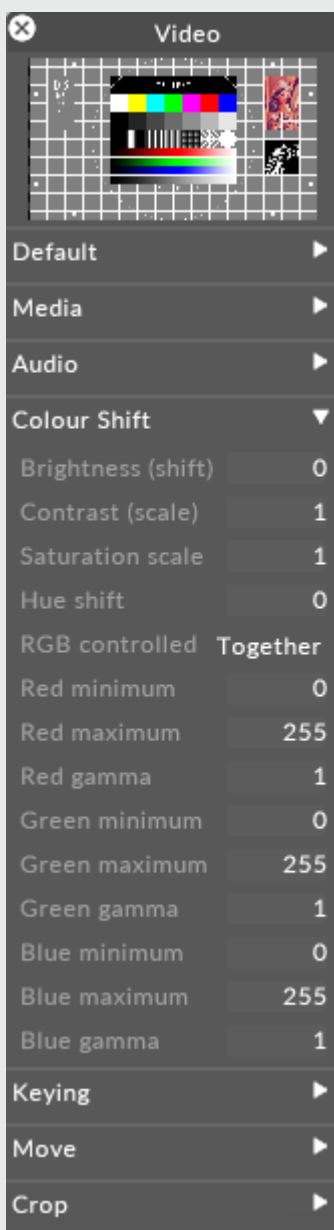 Video
Default
Media
Audio
Colour Shift
Brightness (shift) 0
Contrast (scale) 1
Saturation scale 1
Hue shift 0
RGB controlled Together
Red minimum 0
Red maximum 255
Red gamma 1
Green minimum 0
Green maximum 255
Green gamma 1
Blue minimum 0
Blue maximum 255
Blue gamma 1
Keying
Move
Crop